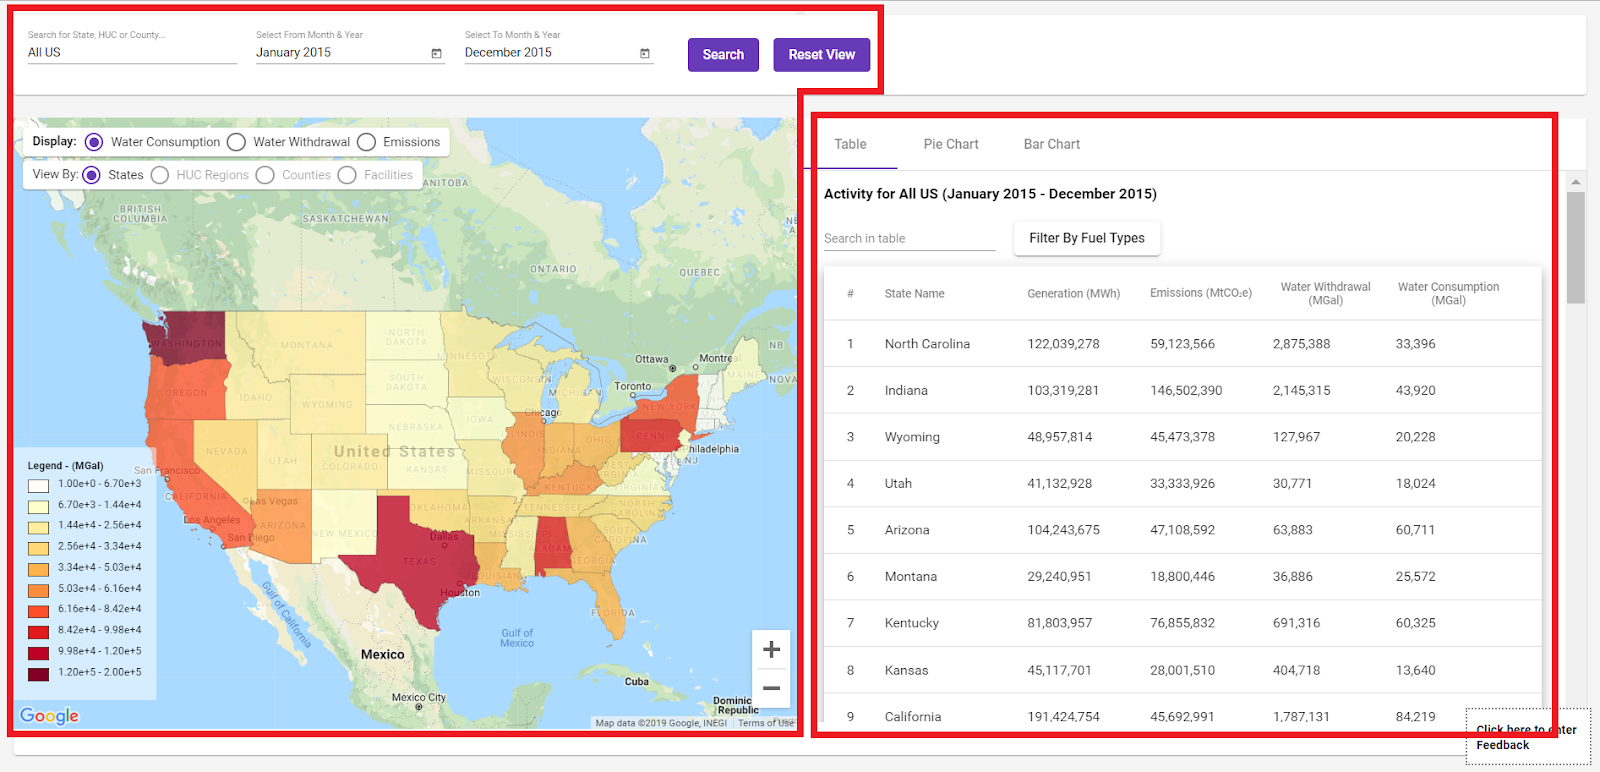 Search for State, HUC or County...
All US
Select From Month & Year
January 2015
Select To Month & Year
December 2015
Search
Reset View
Display: Water Consumption Water Withdrawal Emissions
View By: States HUC Regions Counties Facilities
ANITOBA
BRITISH
COLUMBIA
SASKATCHEWAN
ONTARIO
QUEBEC
WASHINGTON
MONTANA
NORTH
DAKOTA
MINNESOTA
Ottawa
Montreal
NB
MAINE
NOVA
OREGON
IDAHO
WYOMING
SOUTH
DAKOTA
WISCONSIN
MICHIGAN
Toronto
NEW YORK
Chicago
IOWA
NEBRASKA
ILLINOIS
INDIANA
OHIO
PENN
Philadelphia
NJ
NEVADA
UTAH
United States
COLORADO
KANSAS
MISSOURI
WEST
VIRGINIA
KENTUCKY
VIRGINIA
San Francisco
CALIFORNIA
Las Vegas
Los Angeles
San Diego
ARIZONA
NEW MEXICO
OKLAHOMA
ARKANSAS
NORTH
CAROLINA
SOUTH
CAROLINA
MISSISSIPPI
ALABAMA
GEORGIA
Dallas
TEXAS
LOUISIANA
Houston
FLORIDA
Gulf of
California
Gulf of
Mexico
Mexico
Mexico City
Cuba
Dominic
Republic
Legend - (MGal)
1.00e+0 - 6.70e+3
6.70e+3 - 1.44e+4
1.44e+4 - 2.56e+4
2.56e+4 - 3.34e+4
3.34e+4 - 5.03e+4
5.03e+4 - 6.16e+4
6.16e+4 - 8.42e+4
8.42e+4 - 9.98e+4
9.98e+4 - 1.20e+5
1.20e+5 - 2.00e+5
Google
Map data ©2019 Google, INEGI Terms of Use
Table Pie Chart Bar Chart
Activity for All US (January 2015 - December 2015)
Search in table
Filter By Fuel Types
# State Name Generation (MWh) Emissions (MtCO₂e) Water Withdrawal (MGal) Water Consumption (MGal)
1 North Carolina 122,039,278 59,123,566 2,875,388 33,396
2 Indiana 103,319,281 146,502,390 2,145,315 43,920
3 Wyoming 48,957,814 45,473,378 127,967 20,228
4 Utah 41,132,928 33,333,926 30,771 18,024
5 Arizona 104,243,675 47,108,592 63,883 60,711
6 Montana 29,240,951 18,800,446 36,886 25,572
7 Kentucky 81,803,957 76,855,832 691,316 60,325
8 Kansas 45,117,701 28,001,510 404,718 13,640
9 California 191,424,754 45,692,991 1,787,131 84,219
Click here to enter
Feedback